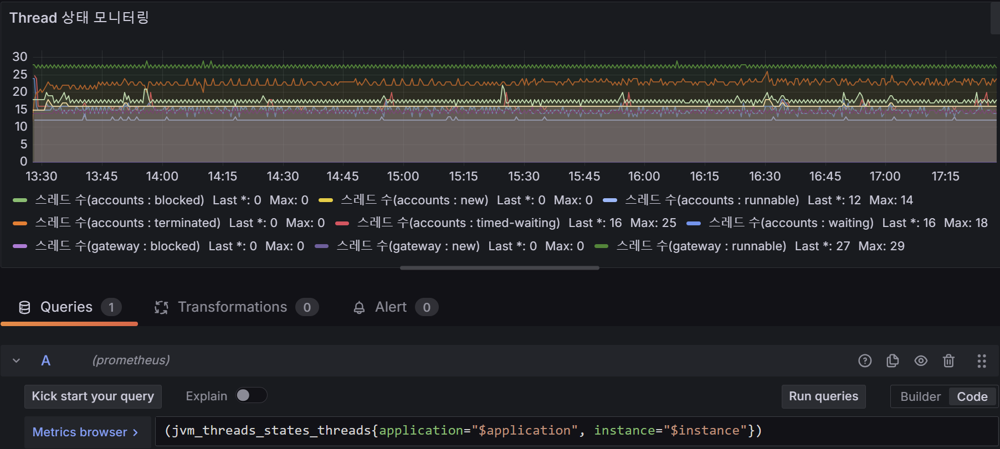 Thread 상태 모니터링
30
25
20
15
10
5
0
13:30 13:45 14:00 14:15 14:30 14:45 15:00 15:15 15:30 15:45 16:00 16:15 16:30 16:45 17:00 17:15
스레드 수(accounts : blocked) Last *: 0 Max: 0 스레드 수(accounts : new) Last *: 0 Max: 0 스레드 수(accounts : runnable) Last *: 12 Max: 14
스레드 수(accounts : terminated) Last *: 0 Max: 0 스레드 수(accounts : timed-waiting) Last *: 16 Max: 25 스레드 수(accounts : waiting) Last *: 16 Max: 18
스레드 수(gateway : blocked) Last *: 0 Max: 0 스레드 수(gateway : new) Last *: 0 Max: 0 스레드 수(gateway : runnable) Last *: 27 Max: 29
Queries 1 Transformations 0 Alert 0
A (prometheus)
Kick start your query Explain Run queries Builder Code
Metrics browser > (jvm_threads_states_threads{application="$application", instance="$instance"})